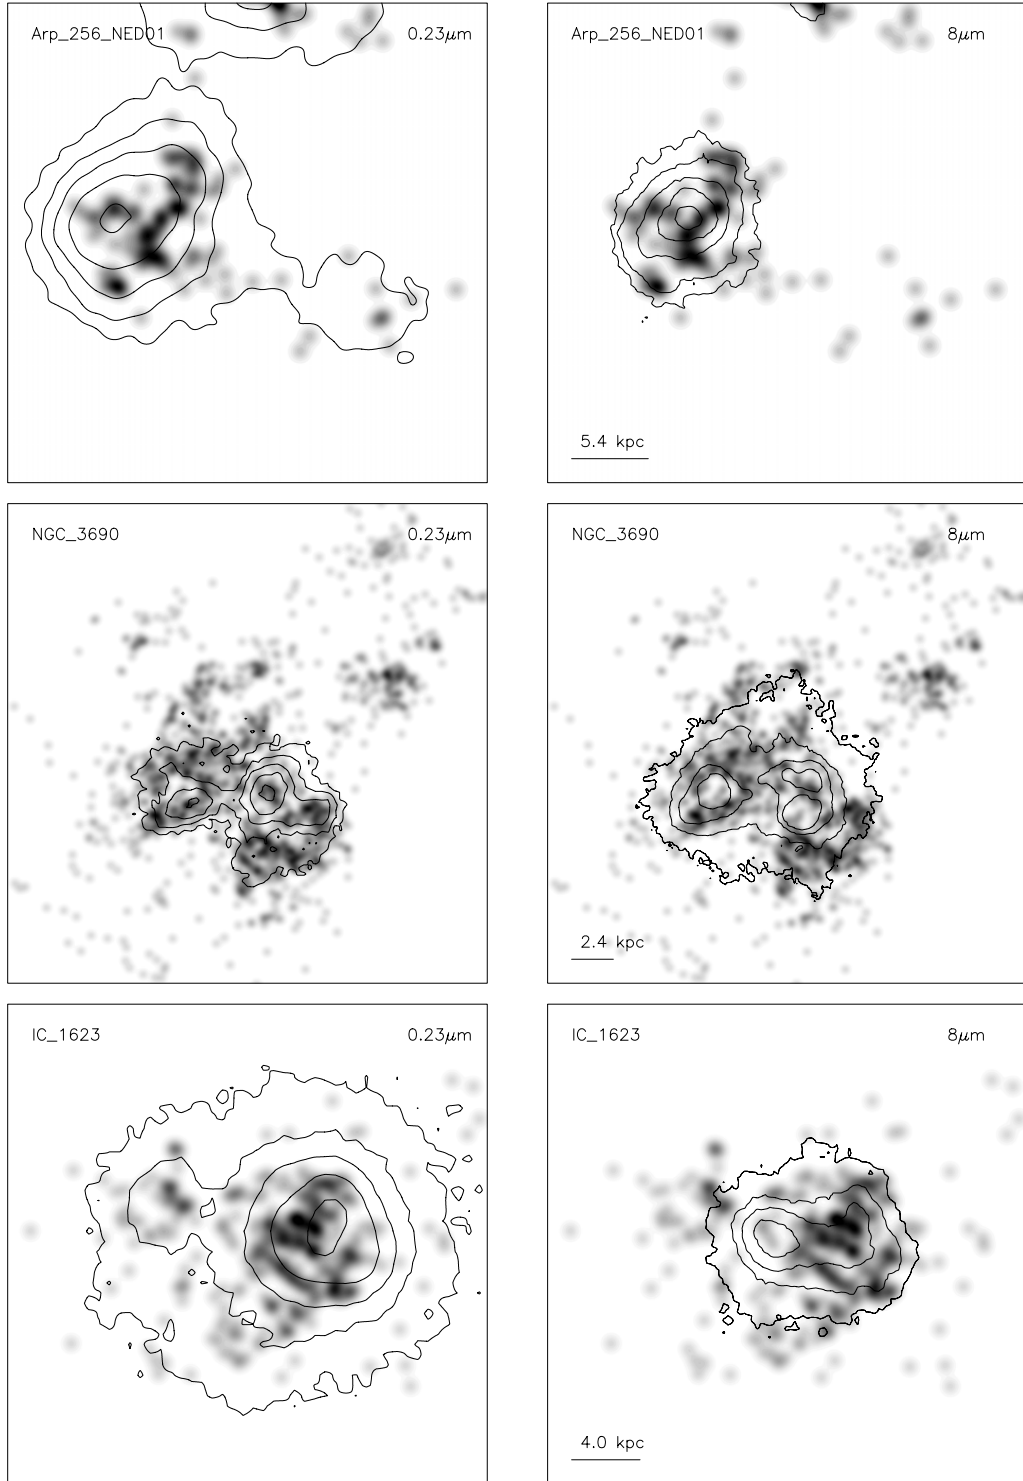 Arp_256_NED01 0.23μm
Arp_256_NED01 8μm
5.4 kpc
NGC_3690 0.23μm
NGC_3690 8μm
2.4 kpc
IC_1623 0.23μm
IC_1623 8μm
4.0 kpc